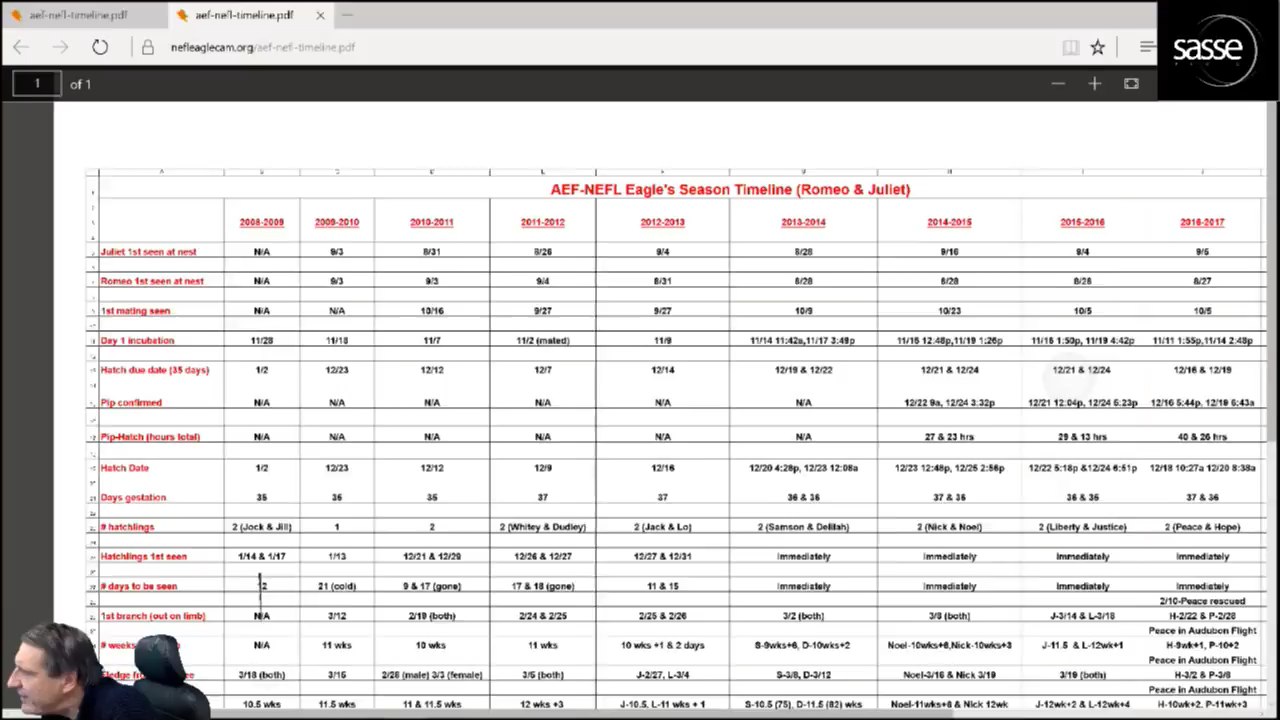 aef-nefl-timeline.pdf
aef-nefl-timeline.pdf
nefleaglecam.org/aef-nefl-timeline.pdf
sasse
1 of 1
AEF-NEFL Eagle's Season Timeline (Romeo & Juliet)
2008-2009 2009-2010 2010-2011 2011-2012 2012-2013 2013-2014 2014-2015 2015-2016 2016-2017
Juliet 1st seen at nest N/A 9/3 8/31 8/26 9/4 8/28 9/16 9/4 9/5
Romeo 1st seen at nest N/A 9/3 9/3 9/4 8/31 8/28 8/28 8/26 8/27
1st mating seen N/A N/A 10/16 9/27 9/27 10/9 10/23 10/5 10/5
Day 1 incubation 11/28 11/18 11/7 11/2 (mated) 11/9 11/14 11:42a,11/17 3:49p 11/16 12:48p,11/19 1:26p 11/16 1:50p, 11/19 4:42p 11/11 1:55p,11/14 2:48p
Hatch due date (35 days) 1/2 12/23 12/12 12/7 12/14 12/19 & 12/22 12/21 & 12/24 12/21 & 12/24 12/16 & 12/19
Pip confirmed N/A N/A N/A N/A N/A N/A 12/22 9a, 12/24 3:32p 12/21 12:04p, 12/24 6:23p 12/16 5:44p, 12/19 6:43a
Pip-Hatch (hours total) N/A N/A N/A N/A N/A N/A 27 & 23 hrs 29 & 13 hrs 40 & 26 hrs
Hatch Date 1/2 12/23 12/12 12/9 12/16 12/20 4:28p, 12/23 12:08a 12/23 12:48p, 12/25 2:56p 12/22 5:18p &12/24 6:51p 12/18 10:27a 12/20 8:38a
Days gestation 35 35 35 37 37 36 & 36 37 & 36 36 & 35 37 & 36
# hatchlings 2 (Jock & Jill) 1 2 2 (Whitey & Dudley) 2 (Jack & Lo) 2 (Samson & Delilah) 2 (Nick & Noel) 2 (Liberty & Justice) 2 (Peace & Hope)
Hatchlings 1st seen 1/14 & 1/17 1/13 12/21 & 12/29 12/26 & 12/27 12/27 & 12/31 Immediately Immediately Immediately Immediately
# days to be seen 12 21 (cold) 9 & 17 (gone) 17 & 18 (gone) 11 & 15 Immediately Immediately Immediately Immediately
2/10-Peace rescued
1st branch (out on limb) N/A 3/12 2/19 (both) 2/24 & 2/25 2/25 & 2/26 3/2 (both) 3/8 (both) J-3/14 & L-3/18 H-2/22 & P-2/28
Peace in Audubon Flight
# weeks N/A 11 wks 10 wks 11 wks 10 wks +1 & 2 days S-9wks+6, D-10wks+2 Noel-10wks+6,Nick-10wks+3 J-11.5 & L-12wk+1 H-9wk+1, P-10+2
Peace in Audubon Flight
3/18 (both) 3/15 2/28 (male) 3/3 (female) 3/5 (both) J-2/27, L-3/4 S-3/8, D-3/12 Noel-3/16 & Nick 3/19 3/19 (both) H-3/2 & P-3/8
Peace in Audubon Flight
10.5 wks 11.5 wks 11 & 11.5 wks 12 wks +3 J-10.5, L-11 wks + 1 S-10.5 (75), D-11.5 (82) wks Noel-11wks+6 & Nick 12wk J-12wk+2 & L-12wk+4 H-10wk+2, P-11wk+3